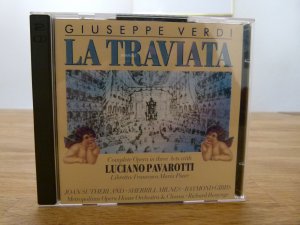 GIUSEPPE VERDI
LA TRAVIATA
Complete Opera in three Acts with
LUCIANO PAVAROTTI
Libretto: Francesco Maria Piave
JOAN SUTHERLAND · SHERRILL MILNES · RAYMOND GIBBS
Metropolitan Opera House Orchestra & Chorus · Richard Bonynge